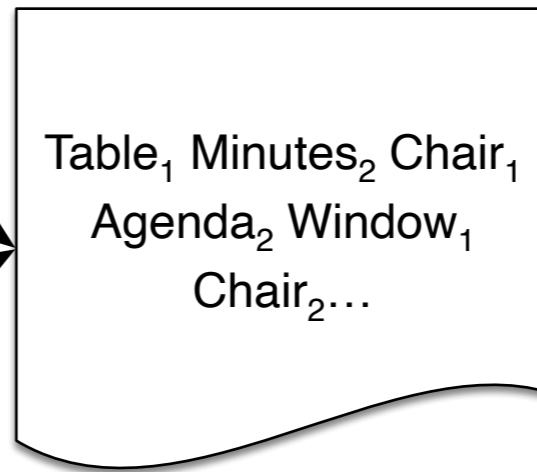 Table₁ Minutes₂ Chair₁
Agenda₂ Window₁
Chair₂…